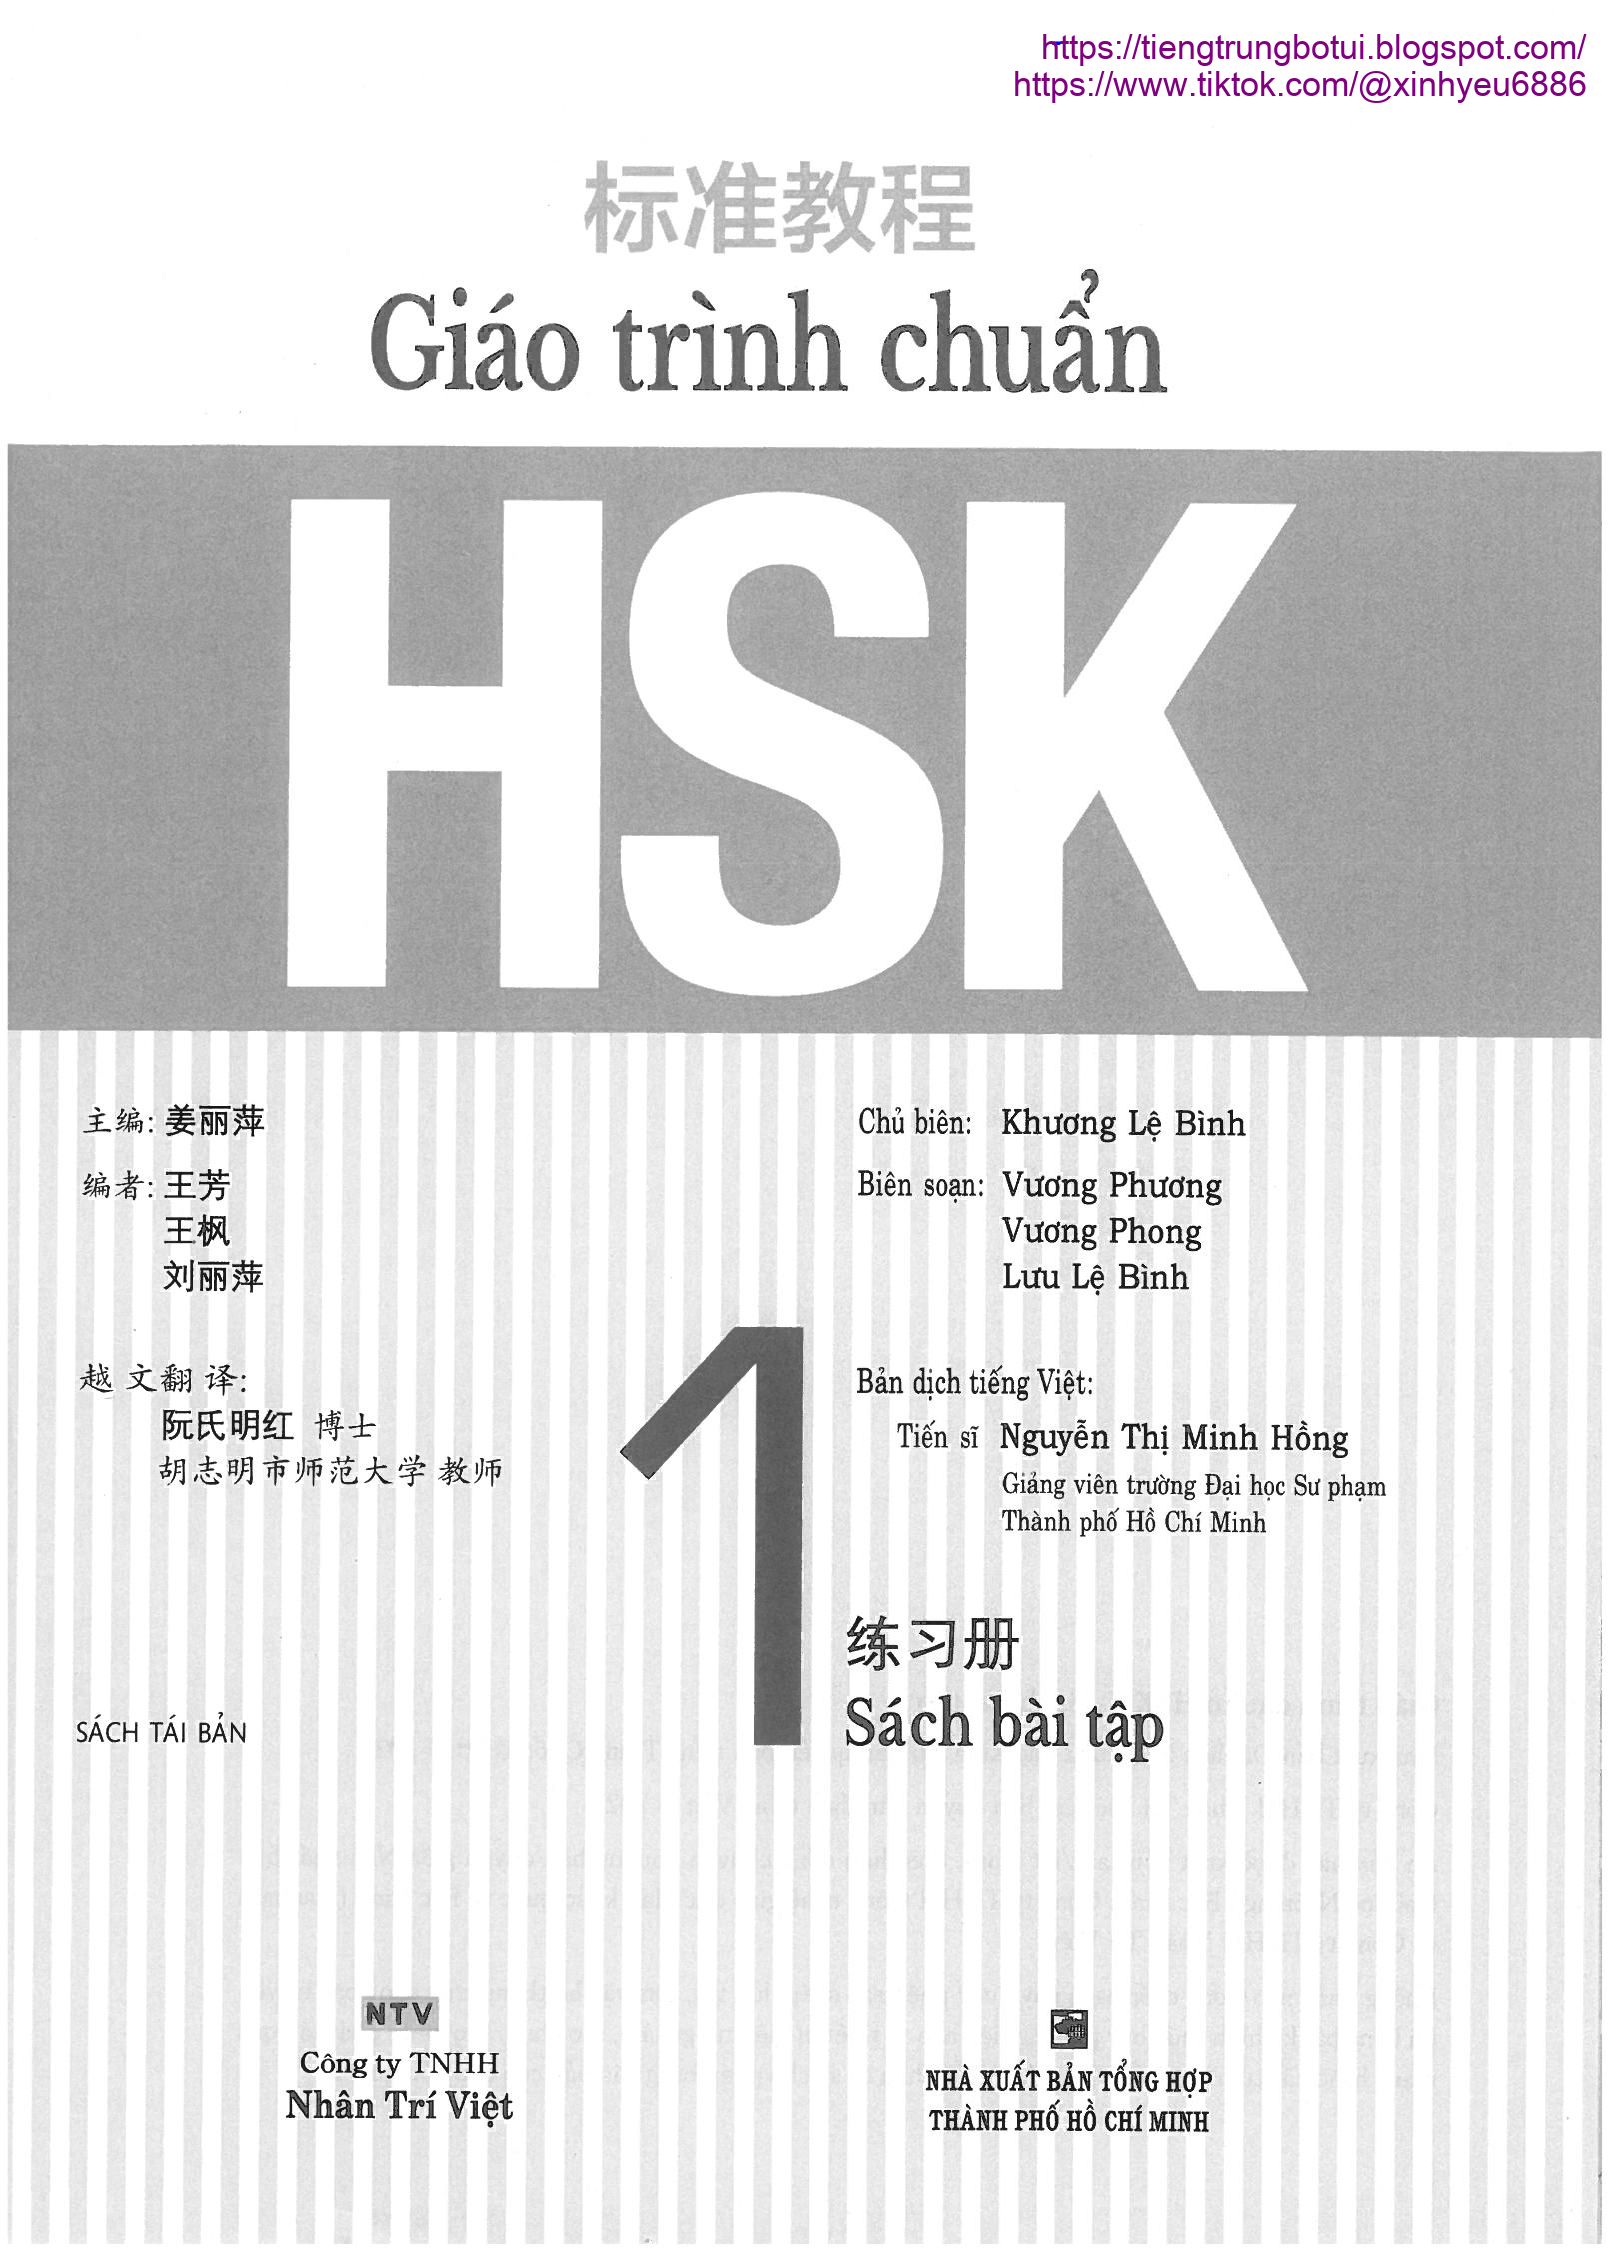 https://tiengtrungbotui.blogspot.com/
https://www.tiktok.com/@xinhyeu6886
标准教程
Giáo trình chuẩn
HSK
主编: 姜丽萍
编者: 王芳
王枫
刘丽萍
越文翻译:
阮氏明红 博士
胡志明市师范大学教师
Chủ biên: Khương Lệ Bình
Biên soạn: Vương Phương
Vương Phong
Lưu Lệ Bình
Bản dịch tiếng Việt:
Tiến sĩ Nguyễn Thị Minh Hồng
Giảng viên trường Đại học Sư phạm
Thành phố Hồ Chí Minh
1
练习册
Sách bài tập
SÁCH TÁI BẢN
NTV
Công ty TNHH
Nhân Trí Việt
NHÀ XUẤT BẢN TỔNG HỢP
THÀNH PHỐ HỒ CHÍ MINH